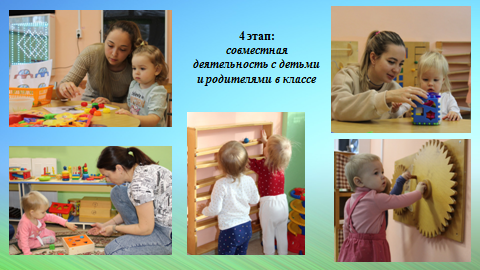 4 этап:
совместная
деятельность с детьми
и родителями в классе